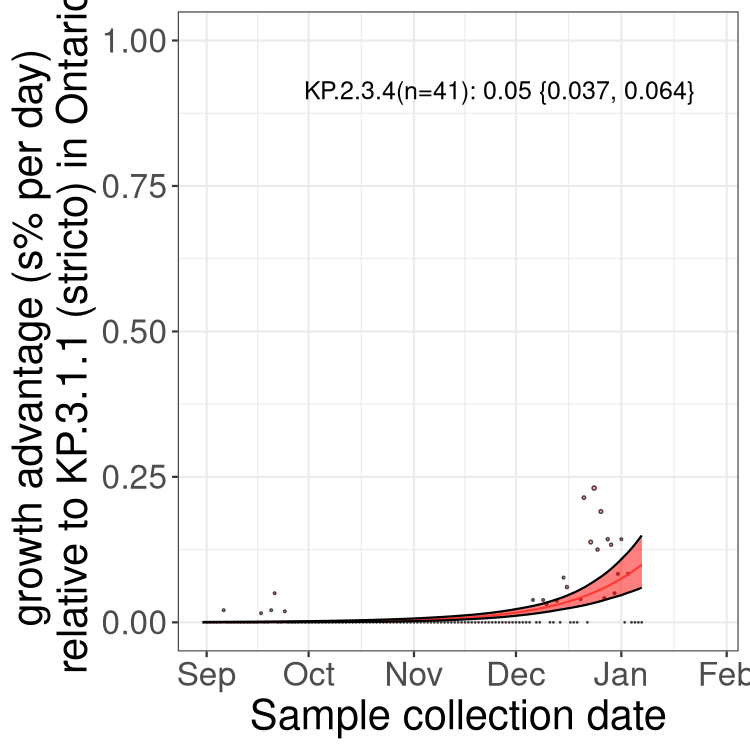 growth advantage (s% per day)
relative to KP.3.1.1 (stricto) in Ontario
1.00
0.75
0.50
0.25
0.00
KP.2.3.4(n=41): 0.05 {0.037, 0.064}
Sep Oct Nov Dec Jan Feb
Sample collection date